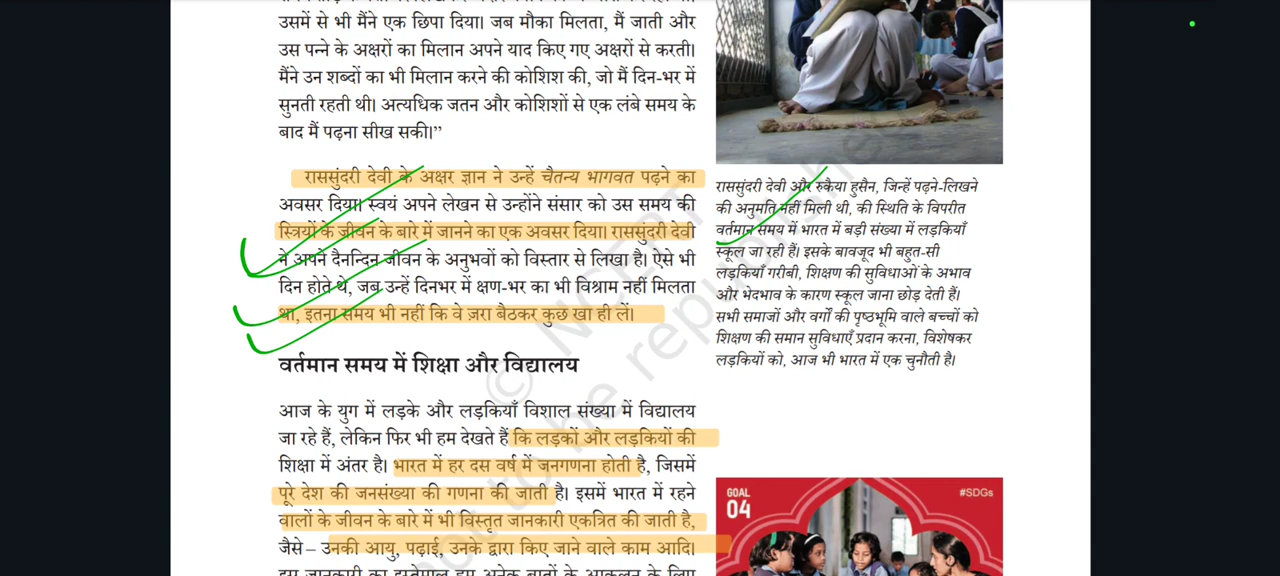 उसमें से भी मैंने एक छिपा दिया। जब मौका मिलता, मैं जाती और
उस पन्ने के अक्षरों का मिलान अपने याद किए गए अक्षरों से करती।
मैंने उन शब्दों का भी मिलान करने की कोशिश की, जो मैं दिन-भर में
सुनती रहती थी। अत्यधिक जतन और कोशिशों से एक लंबे समय के
बाद मैं पढ़ना सीख सकी।”
राससुंदरी देवी के अक्षर ज्ञान ने उन्हें चैतन्य भागवत पढ़ने का
अवसर दिया। स्वयं अपने लेखन से उन्होंने संसार को उस समय की
स्त्रियों के जीवन के बारे में जानने का एक अवसर दिया। राससुंदरी देवी
ने अपने दैनन्दिन जीवन के अनुभवों को विस्तार से लिखा है। ऐसे भी
दिन होते थे, जब उन्हें दिनभर में क्षण-भर का भी विश्राम नहीं मिलता
था, इतना समय भी नहीं कि वे ज़रा बैठकर कुछ खा ही लें।
वर्तमान समय में शिक्षा और विद्यालय
आज के युग में लड़के और लड़कियाँ विशाल संख्या में विद्यालय
जा रहे हैं, लेकिन फिर भी हम देखते हैं कि लड़कों और लड़कियों की
शिक्षा में अंतर है। भारत में हर दस वर्ष में जनगणना होती है, जिसमें
पूरे देश की जनसंख्या की गणना की जाती है। इसमें भारत में रहने
वालों के जीवन के बारे में भी विस्तृत जानकारी एकत्रित की जाती है,
जैसे – उनकी आयु, पढ़ाई, उनके द्वारा किए जाने वाले काम आदि।
राससुंदरी देवी और रुकैया हुसैन, जिन्हें पढ़ने-लिखने
की अनुमति नहीं मिली थी, की स्थिति के विपरीत
वर्तमान समय में भारत में बड़ी संख्या में लड़कियाँ
स्कूल जा रही हैं। इसके बावजूद भी बहुत-सी
लड़कियाँ गरीबी, शिक्षण की सुविधाओं के अभाव
और भेदभाव के कारण स्कूल जाना छोड़ देती हैं।
सभी समाजों और वर्गों की पृष्ठभूमि वाले बच्चों को
शिक्षण की समान सुविधाएँ प्रदान करना, विशेषकर
लड़कियों को, आज भी भारत में एक चुनौती है।
GOAL
04
#SDGs
© NCERT
not to be republished